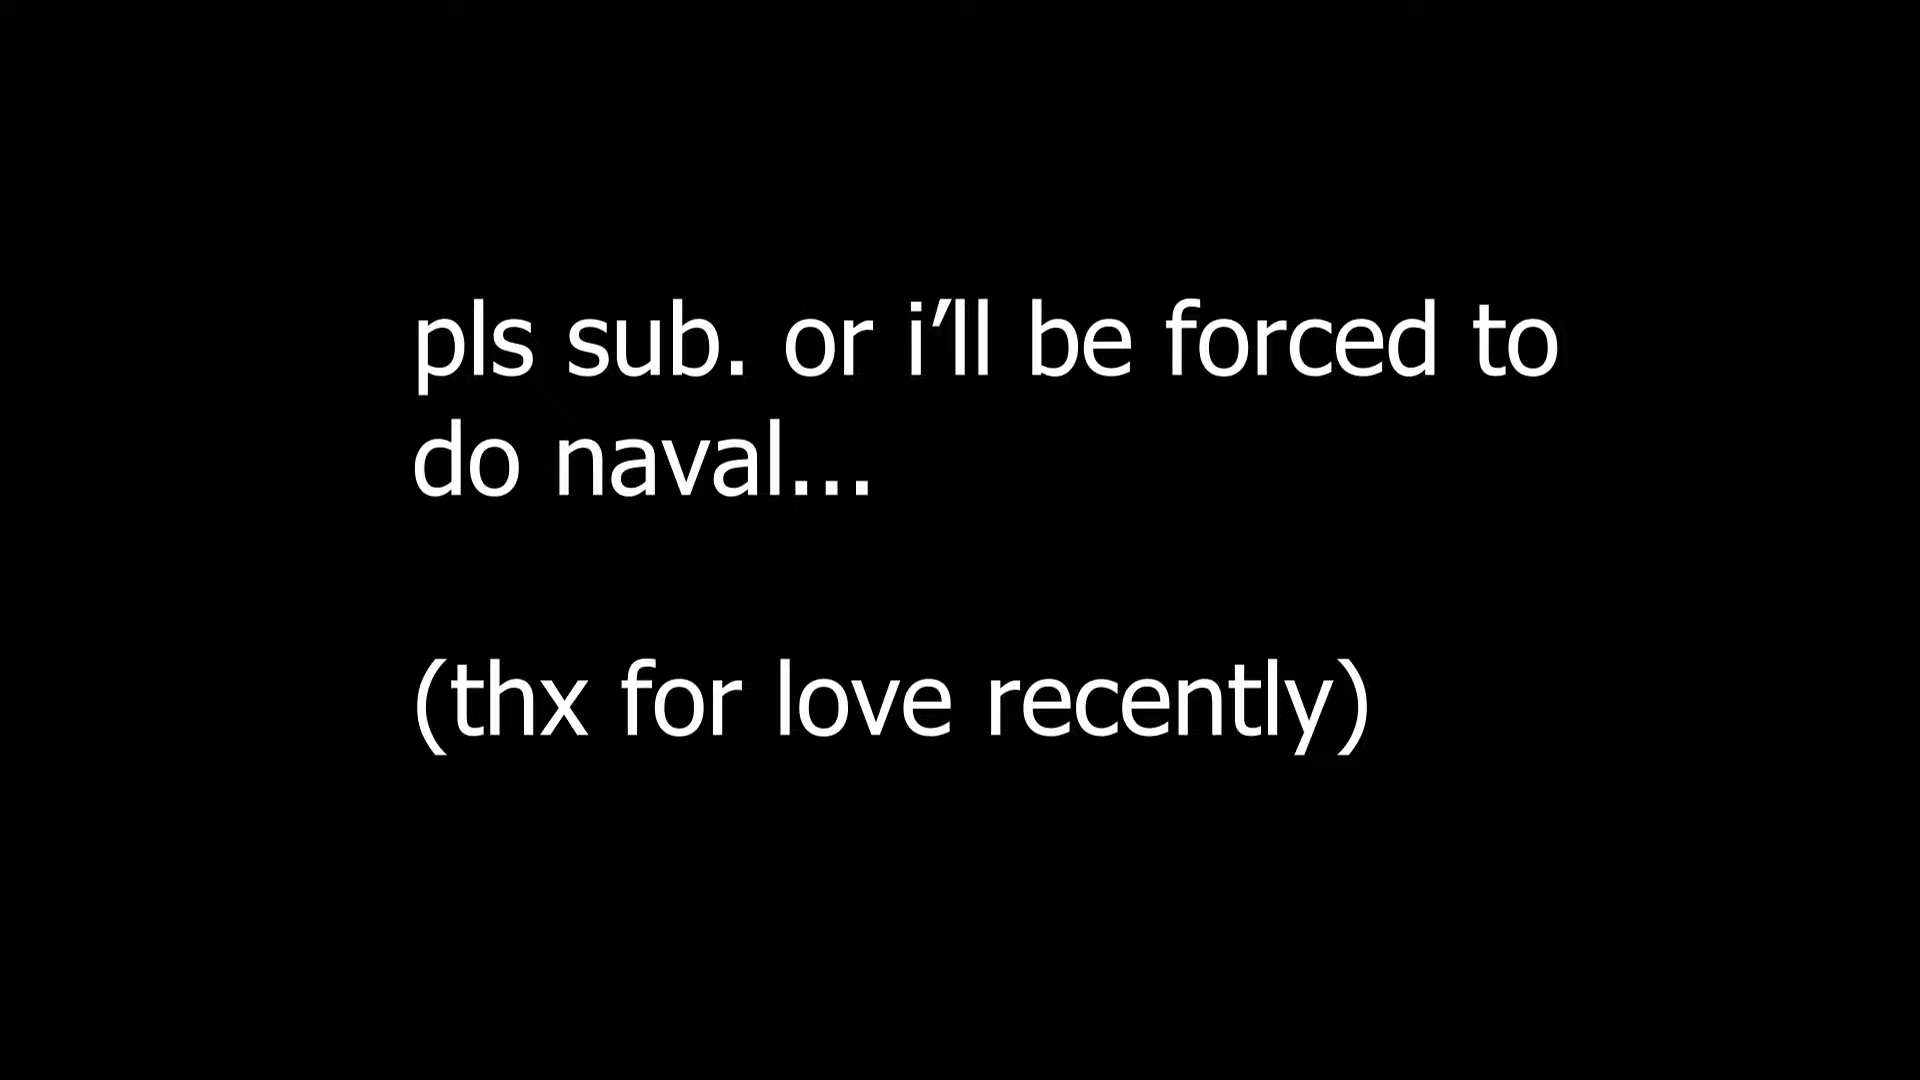 pls sub. or i’ll be forced to
do naval...
(thx for love recently)